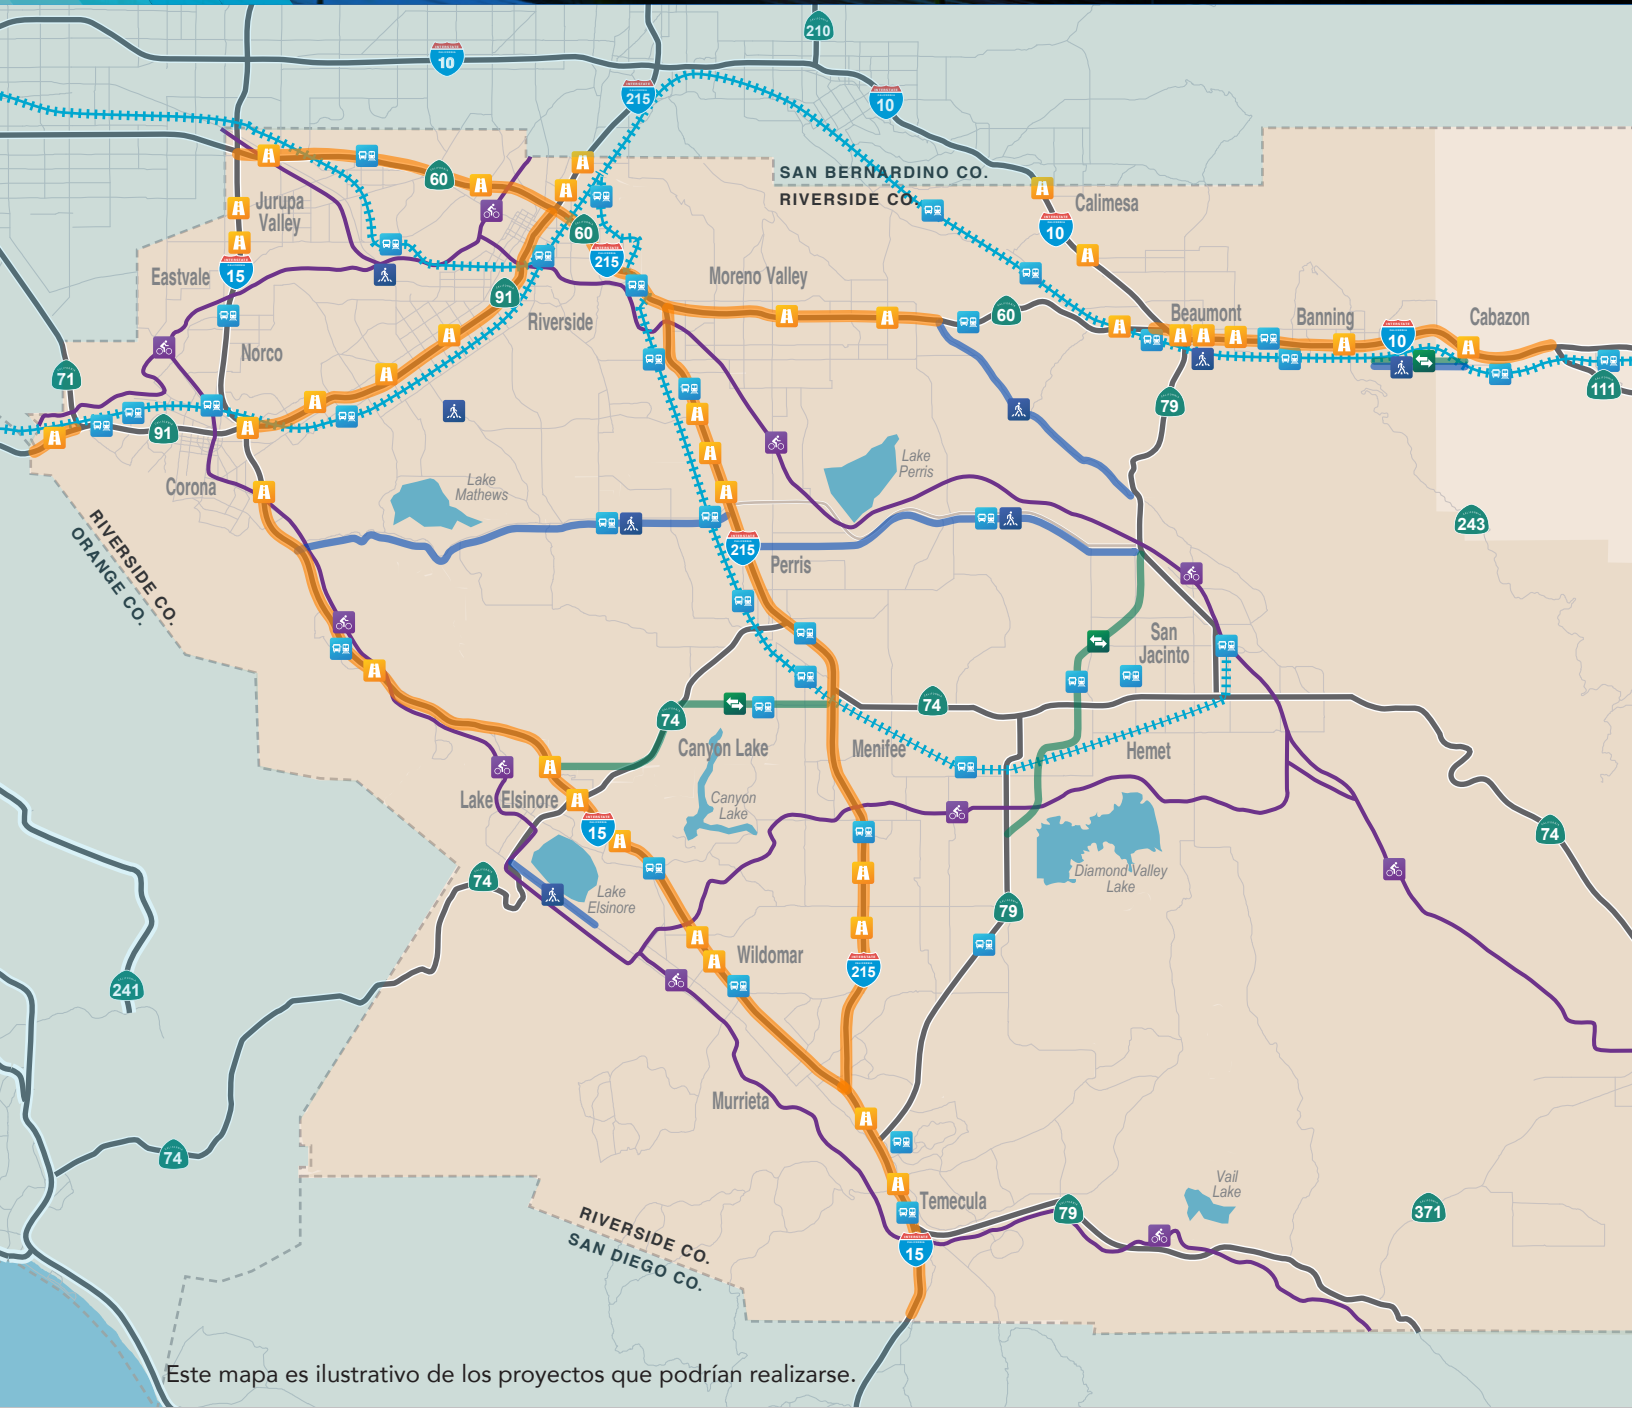 210
10
INTERSTATE
215
10
SAN BERNARDINO CO.
RIVERSIDE CO.
60
Jurupa
Valley
Calimesa
10
60
215
Eastvale
15
Moreno Valley
91
Riverside
60
Beaumont
Banning
Cabazon
10
Norco
71
111
79
91
Corona
Lake
Mathews
Lake
Perris
243
RIVERSIDE CO.
ORANGE CO.
215
Perris
San
Jacinto
74
74
Canyon Lake
Menifee
Hemet
Lake Elsinore
Canyon
Lake
15
74
74
Diamond Valley
Lake
Lake
Elsinore
79
Wildomar
215
241
Murrieta
74
Temecula
Vail
Lake
79
371
RIVERSIDE CO.
SAN DIEGO CO.
15
Este mapa es ilustrativo de los proyectos que podrían realizarse.